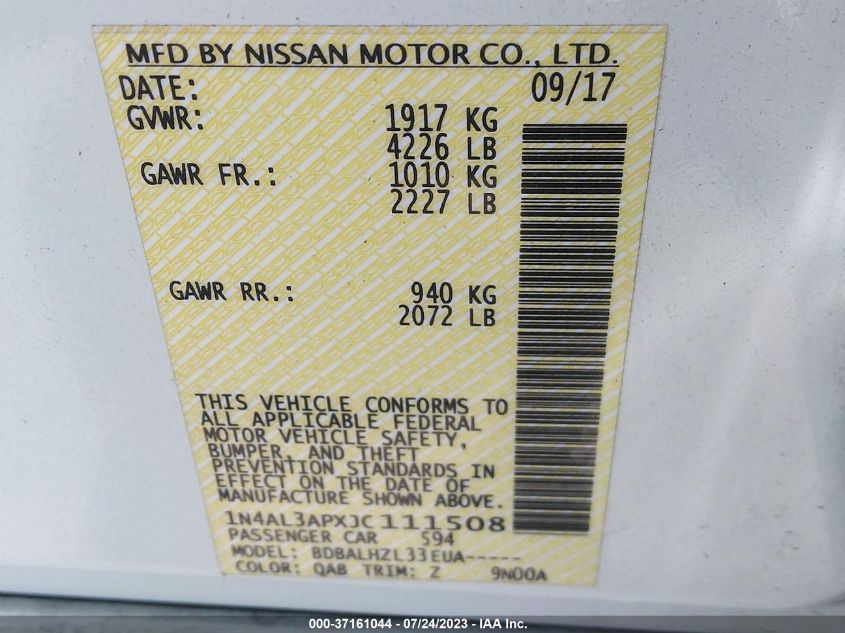 MFD BY NISSAN MOTOR CO., LTD.
DATE: 09/17
GVWR: 1917 KG
4226 LB
GAWR FR.: 1010 KG
2227 LB
GAWR RR.: 940 KG
2072 LB
THIS VEHICLE CONFORMS TO
ALL APPLICABLE FEDERAL
MOTOR VEHICLE SAFETY,
BUMPER, AND THEFT
PREVENTION STANDARDS IN
EFFECT ON THE DATE OF
MANUFACTURE SHOWN ABOVE.
1N4AL3APXJC111508
PASSENGER CAR 594
MODEL: BDBALHZL33EUA-----
COLOR: QAB TRIM: Z 9N00A
000-37161044 / 07/24/2023 - IAA Inc.